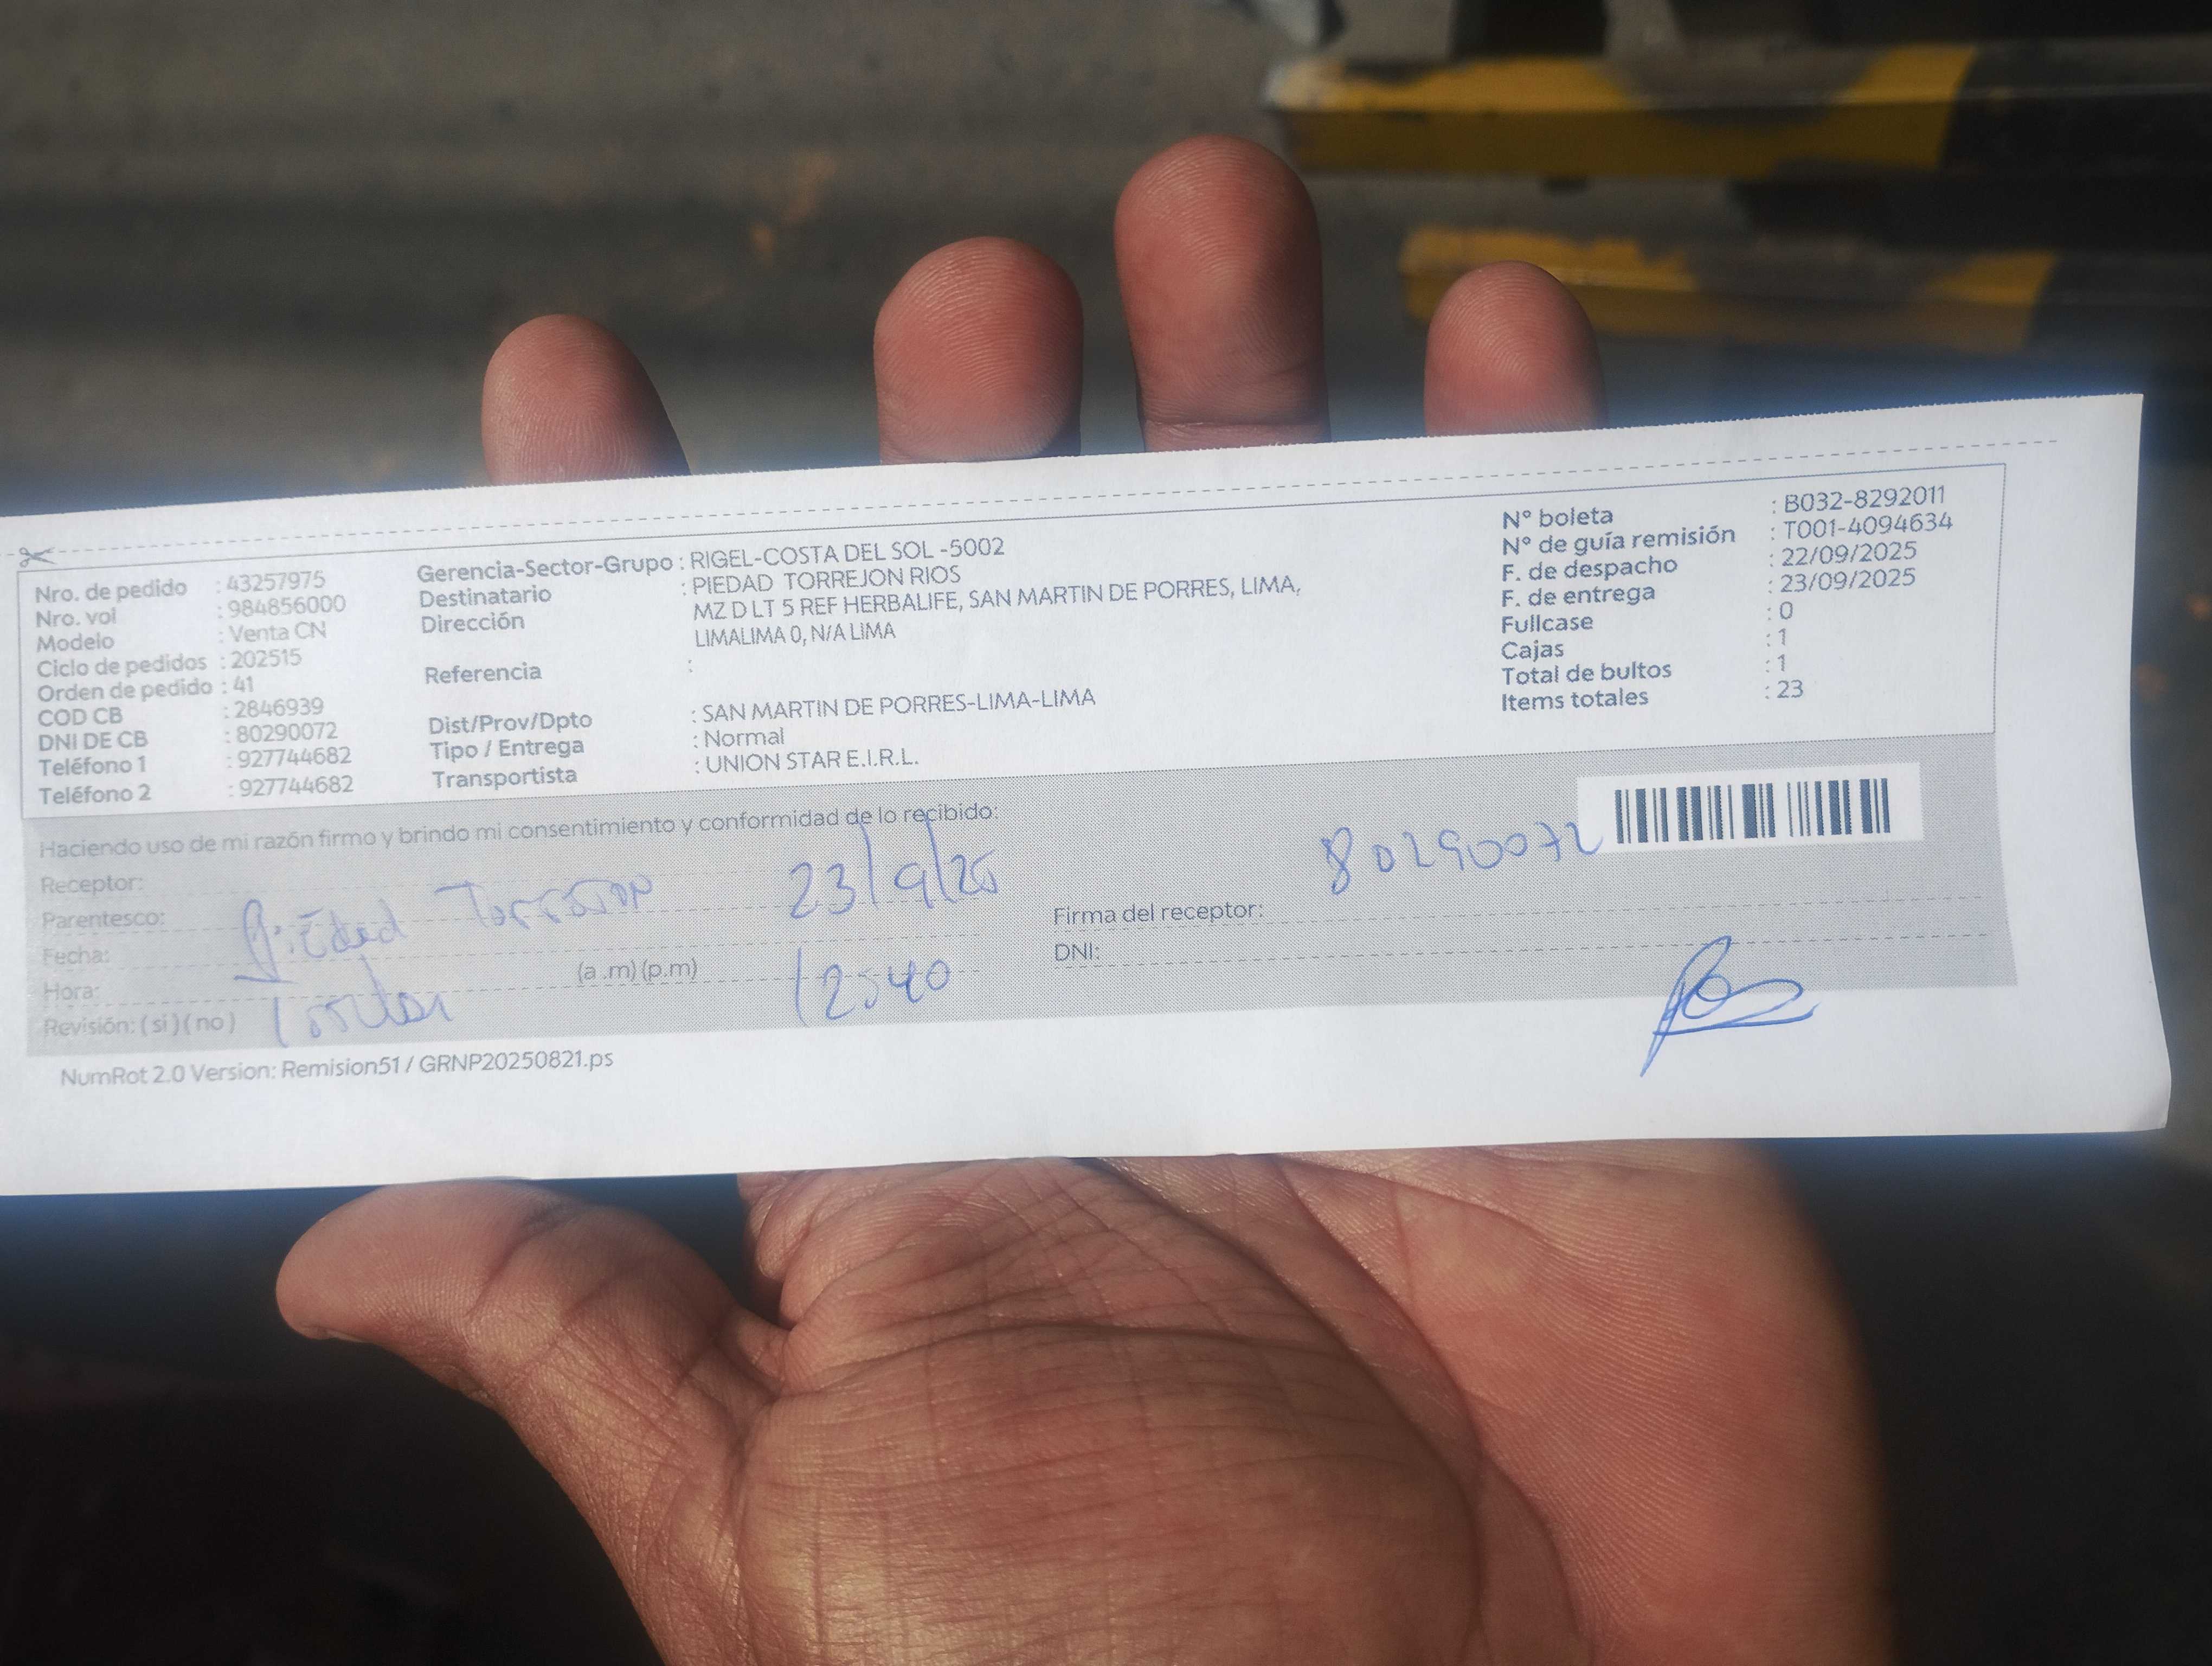 Nro. de pedido : 43257975
Nro. vol : 984856000
Modelo : Venta CN
Ciclo de pedidos : 202515
Orden de pedido : 41
COD CB : 2846939
DNI DE CB : 80290072
Teléfono 1 : 927744682
Teléfono 2 : 927744682
Gerencia-Sector-Grupo : RIGEL-COSTA DEL SOL -5002
Destinatario : PIEDAD TORREJON RIOS
Dirección : MZ D LT 5 REF HERBALIFE, SAN MARTIN DE PORRES, LIMA,
LIMALIMA 0, N/A LIMA
Referencia :
Dist/Prov/Dpto : SAN MARTIN DE PORRES-LIMA-LIMA
Tipo / Entrega : Normal
Transportista : UNION STAR E.I.R.L.
N° boleta : B032-8292011
N° de guía remisión : T001-4094634
F. de despacho : 22/09/2025
F. de entrega : 23/09/2025
Fullcase : 0
Cajas : 1
Total de bultos : 1
Items totales : 23
Haciendo uso de mi razón firmo y brindo mi consentimiento y conformidad de lo recibido:
Receptor:
Parentesco:
Fecha:
Hora: (a .m) (p.m)
Revisión: ( si ) ( no )
Piedad Torrejon 23/9/25
12:40
80290072
Firma del receptor:
DNI:
NumRot 2.0 Version: Remision51 / GRNP20250821.ps